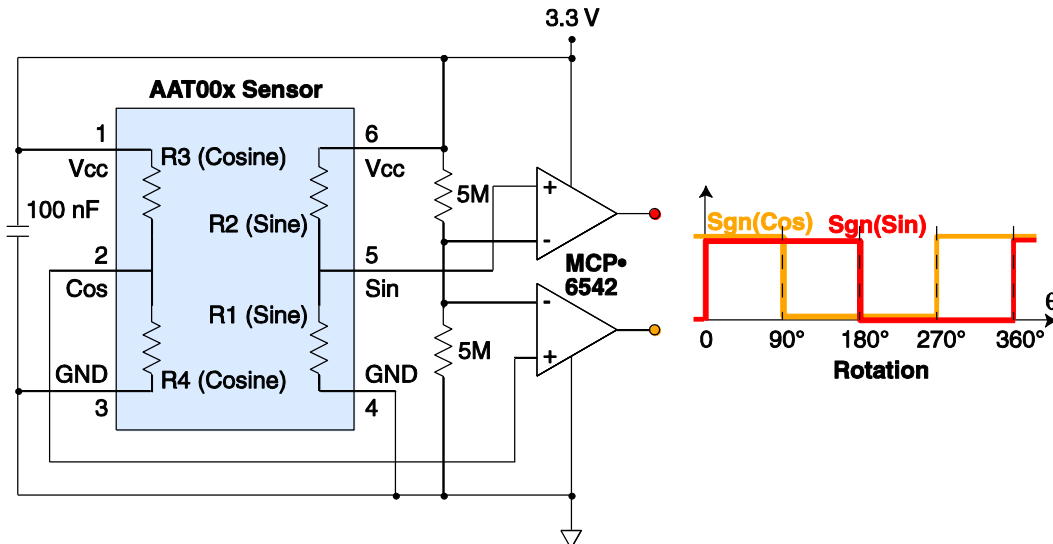 3.3 V
AAT00x Sensor
1
Vcc
R3 (Cosine)
6
Vcc
100 nF
R2 (Sine)
5M
+
-
2
Cos
5
Sin
MCP•
6542
R1 (Sine)
-
+
5M
GND
3
R4 (Cosine)
GND
4
Sgn(Cos)
Sgn(Sin)
0 90° 180° 270° 360°
Rotation